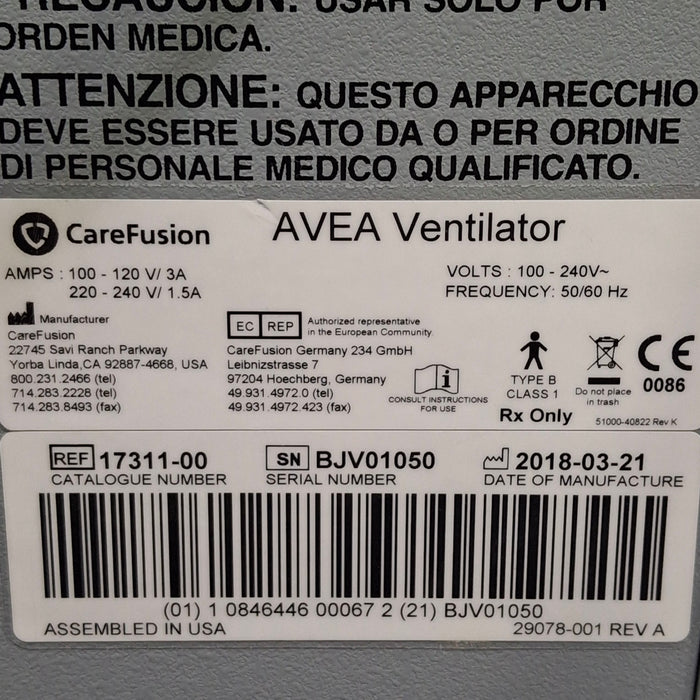 PRECAUCIÓN: USAR SOLO POR
ORDEN MEDICA.
ATTENZIONE: QUESTO APPARECCHIO
DEVE ESSERE USATO DA O PER ORDINE
DI PERSONALE MEDICO QUALIFICATO.
CareFusion AVEA Ventilator
AMPS : 100 - 120 V/ 3A
220 - 240 V/ 1.5A
VOLTS : 100 - 240V~
FREQUENCY: 50/60 Hz
Manufacturer
CareFusion
22745 Savi Ranch Parkway
Yorba Linda,CA 92887-4668, USA
800.231.2466 (tel)
714.283.2228 (tel)
714.283.8493 (fax)
EC REP Authorized representative
in the European Community
CareFusion Germany 234 GmbH
Leibnizstrasse 7
97204 Hoechberg, Germany
49.931.4972.0 (tel)
49.931.4972.423 (fax)
CONSULT INSTRUCTIONS
FOR USE
TYPE B
CLASS 1
Rx Only
Do not place
in trash
CE
0086
51000-40822 Rev K
REF 17311-00
CATALOGUE NUMBER
SN BJV01050
SERIAL NUMBER
2018-03-21
DATE OF MANUFACTURE
(01) 1 0846446 00067 2 (21) BJV01050
ASSEMBLED IN USA
29078-001 REV A